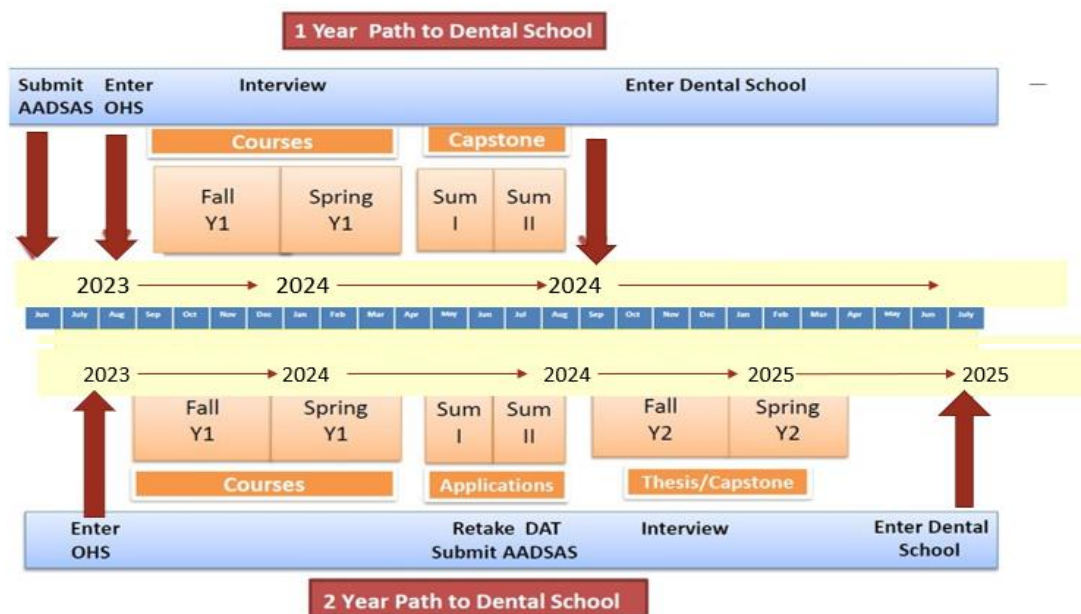 1 Year Path to Dental School
Submit AADSAS
Enter OHS
Interview
Enter Dental School
Courses
Capstone
Fall Y1
Spring Y1
Sum I
Sum II
2023
2024
2024
Jun July Aug Sep Oct Nov Dec Jan Feb Mar Apr May Jun Jul Aug Sep Oct Nov Dec Jan Feb Mar Apr May Jun July
2023
2024
2024
2025
2025
Fall Y1
Spring Y1
Sum I
Sum II
Fall Y2
Spring Y2
Courses
Applications
Thesis/Capstone
Enter OHS
Retake DAT
Submit AADSAS
Interview
Enter Dental School
2 Year Path to Dental School